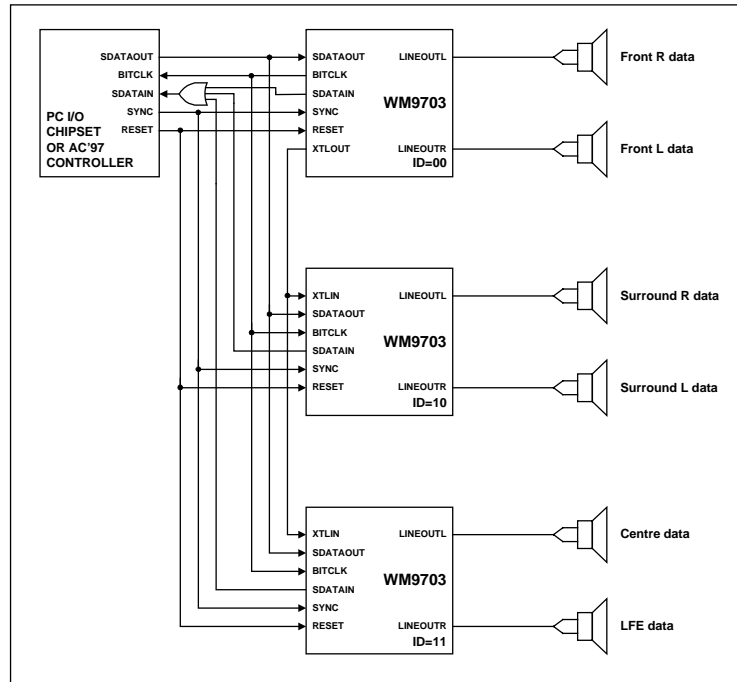 SDATAOUT
BITCLK
SDATAIN
SYNC
RESET
PC I/O
CHIPSET
OR AC'97
CONTROLLER
SDATAOUT
BITCLK
SDATAIN
SYNC
RESET
XTLOUT
LINEOUTL
WM9703
LINEOUTR
ID=00
Front R data
Front L data
XTLIN
SDATAOUT
BITCLK
SDATAIN
SYNC
RESET
LINEOUTL
WM9703
LINEOUTR
ID=10
Surround R data
Surround L data
XTLIN
SDATAOUT
BITCLK
SDATAIN
SYNC
RESET
LINEOUTL
WM9703
LINEOUTR
ID=11
Centre data
LFE data